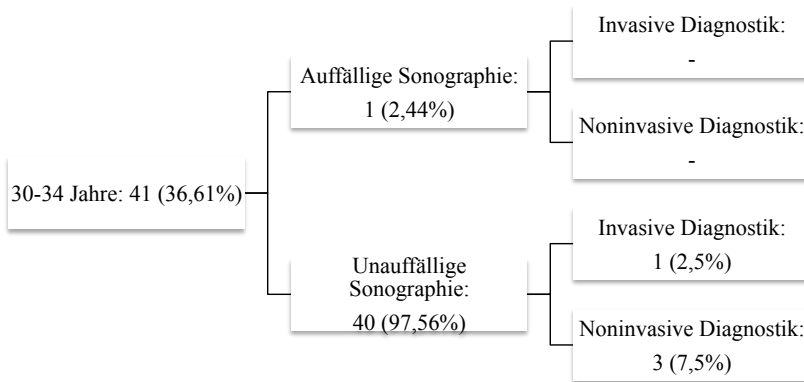 30-34 Jahre: 41 (36,61%)
Auffällige Sonographie:
1 (2,44%)
Invasive Diagnostik:
-
Noninvasive Diagnostik:
-
Unauffällige
Sonographie:
40 (97,56%)
Invasive Diagnostik:
1 (2,5%)
Noninvasive Diagnostik:
3 (7,5%)